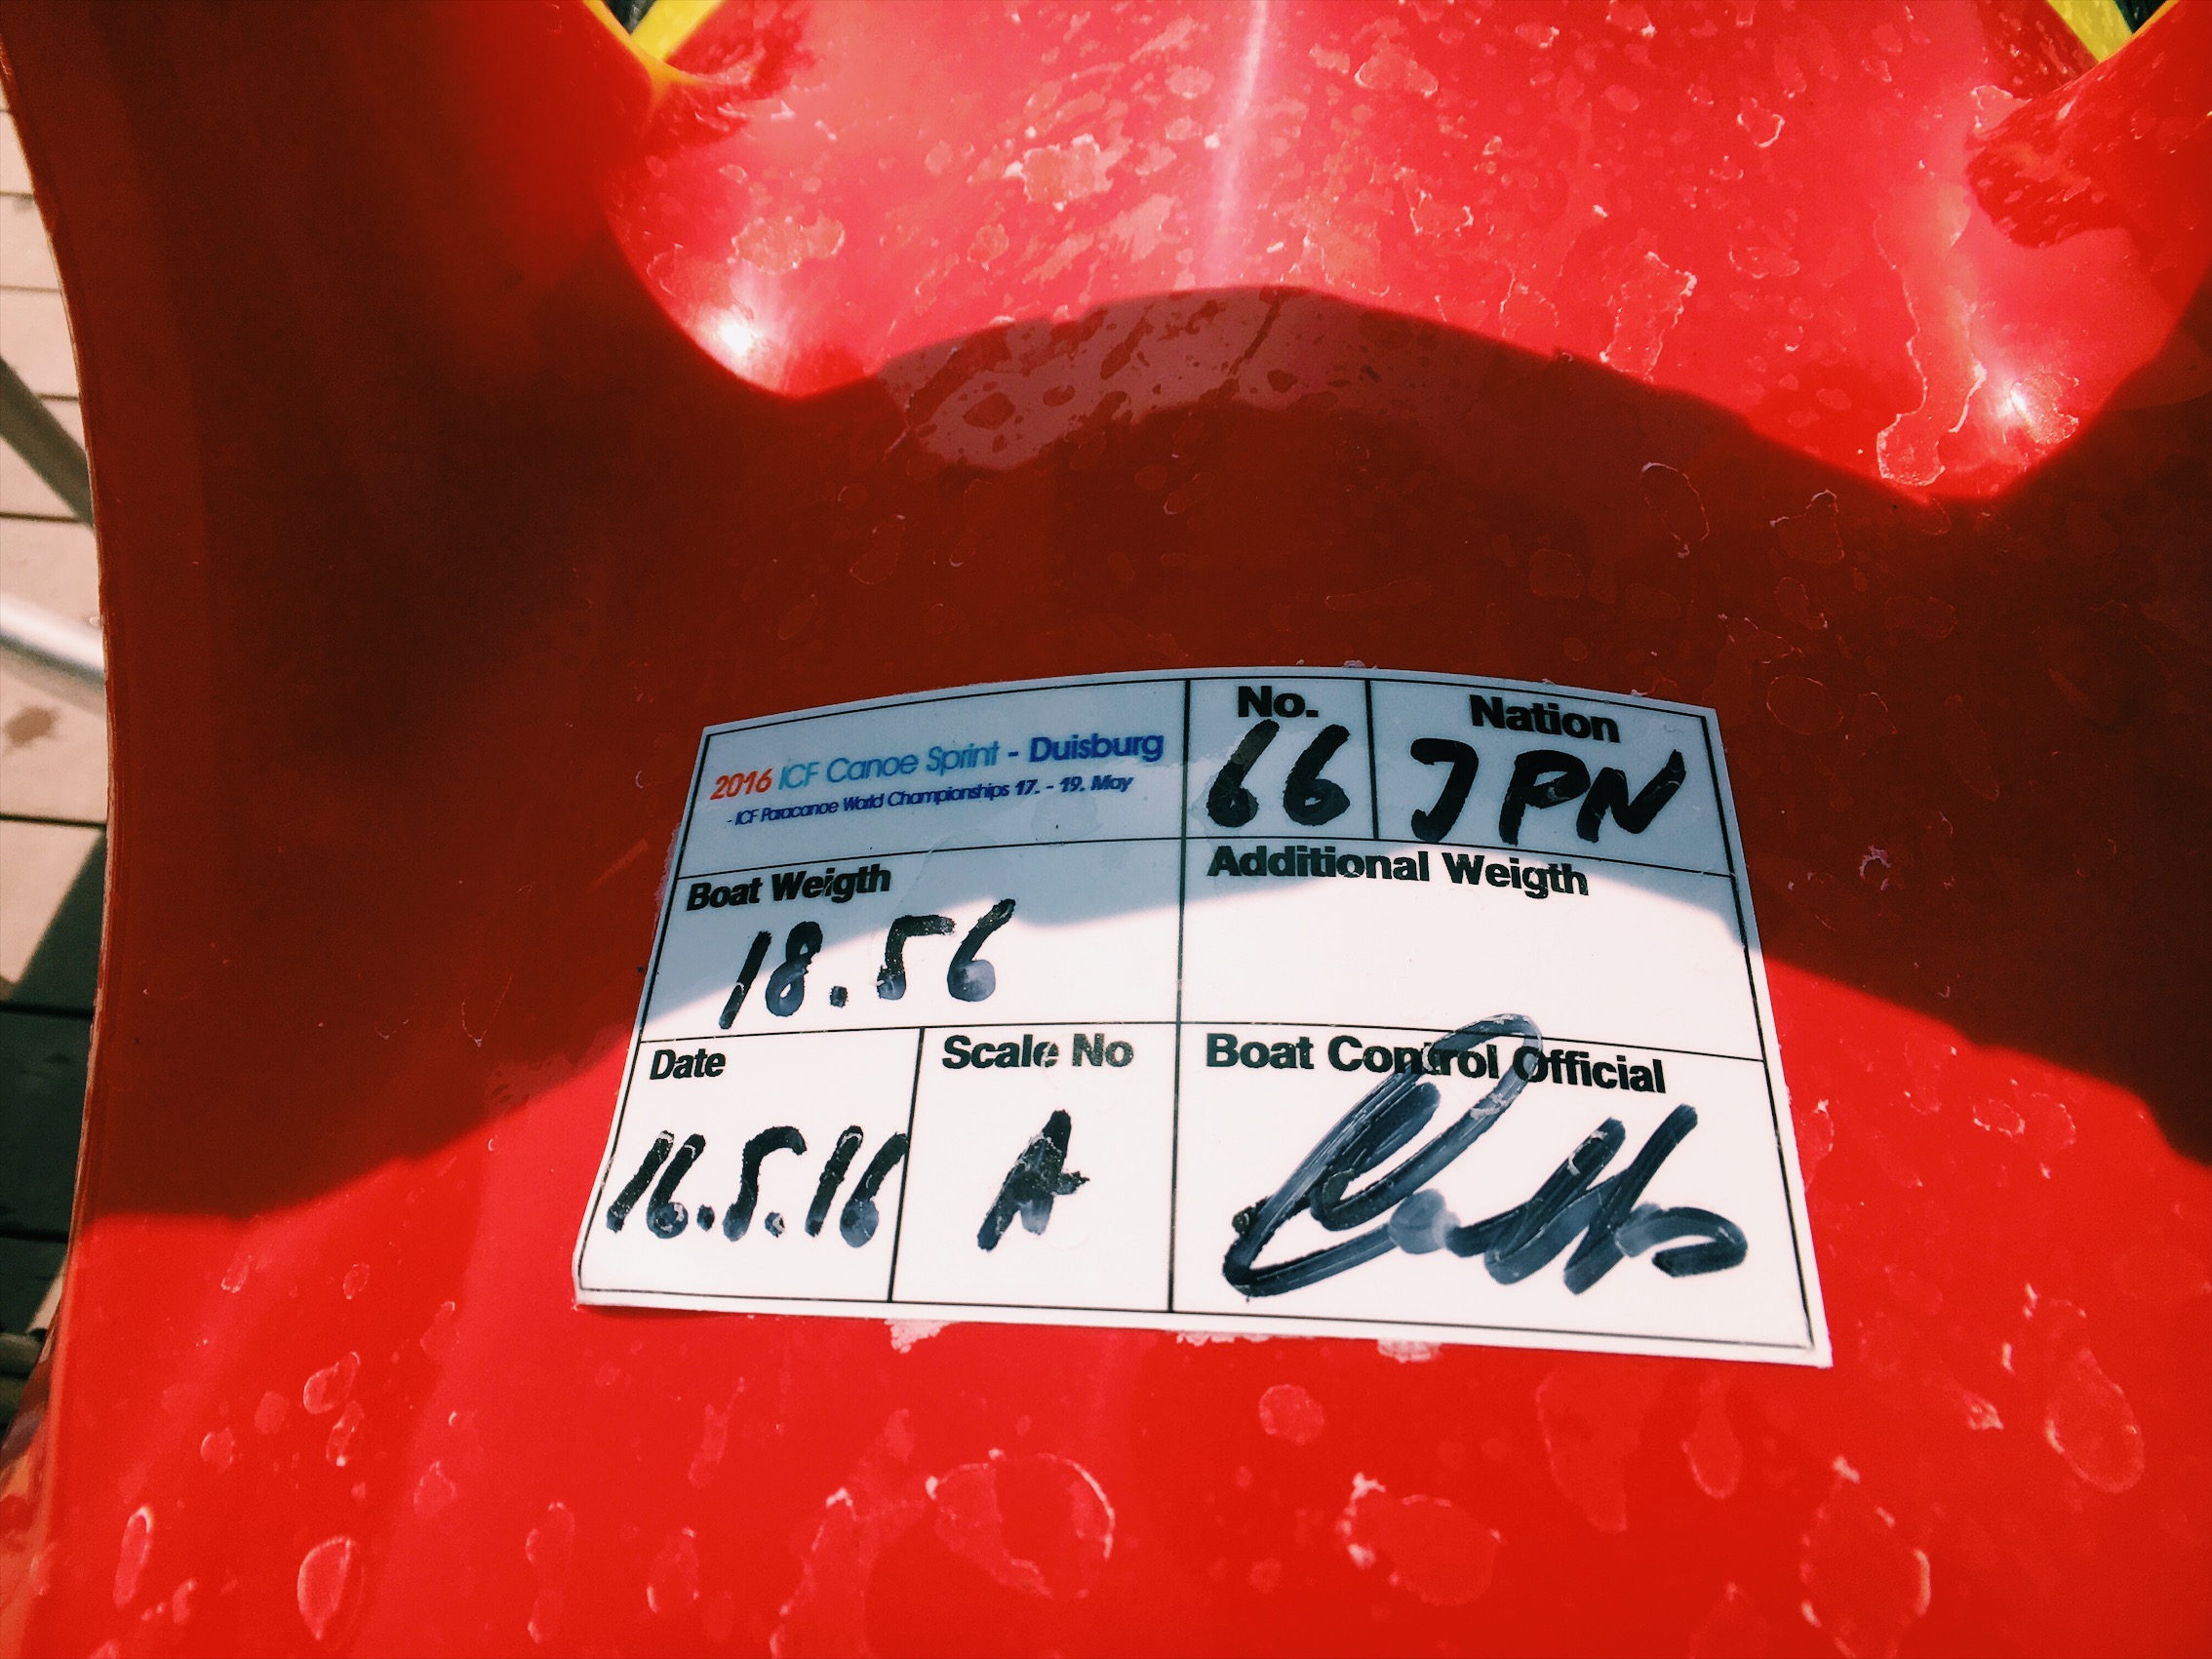 2016 ICF Canoe Sprint - Duisburg
- ICF Paracanoe World Championships 17. - 19. May
No.
66
Nation
JPN
Boat Weigth
18.56
Additional Weigth
Date
16.5.16
Scale No
A
Boat Control Official